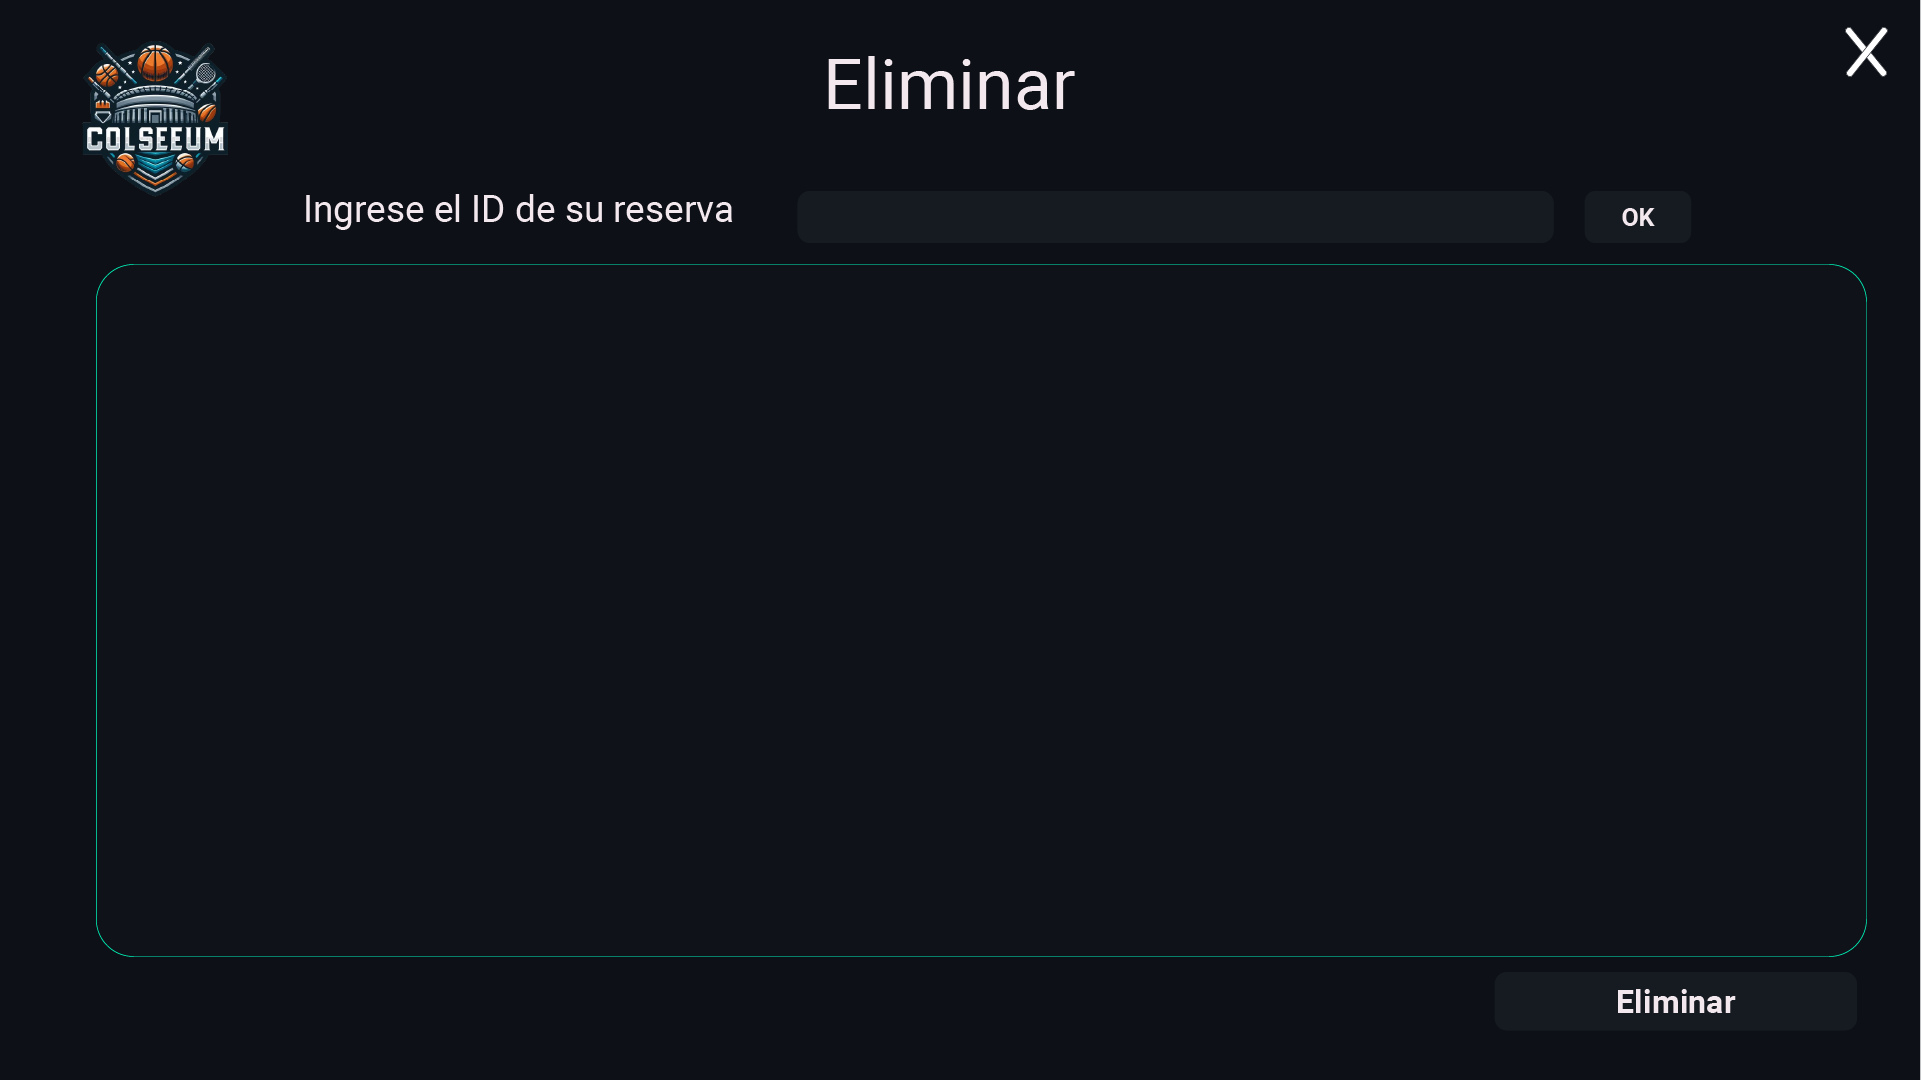 Eliminar
COLSEEUM
Ingrese el ID de su reserva
OK
Eliminar